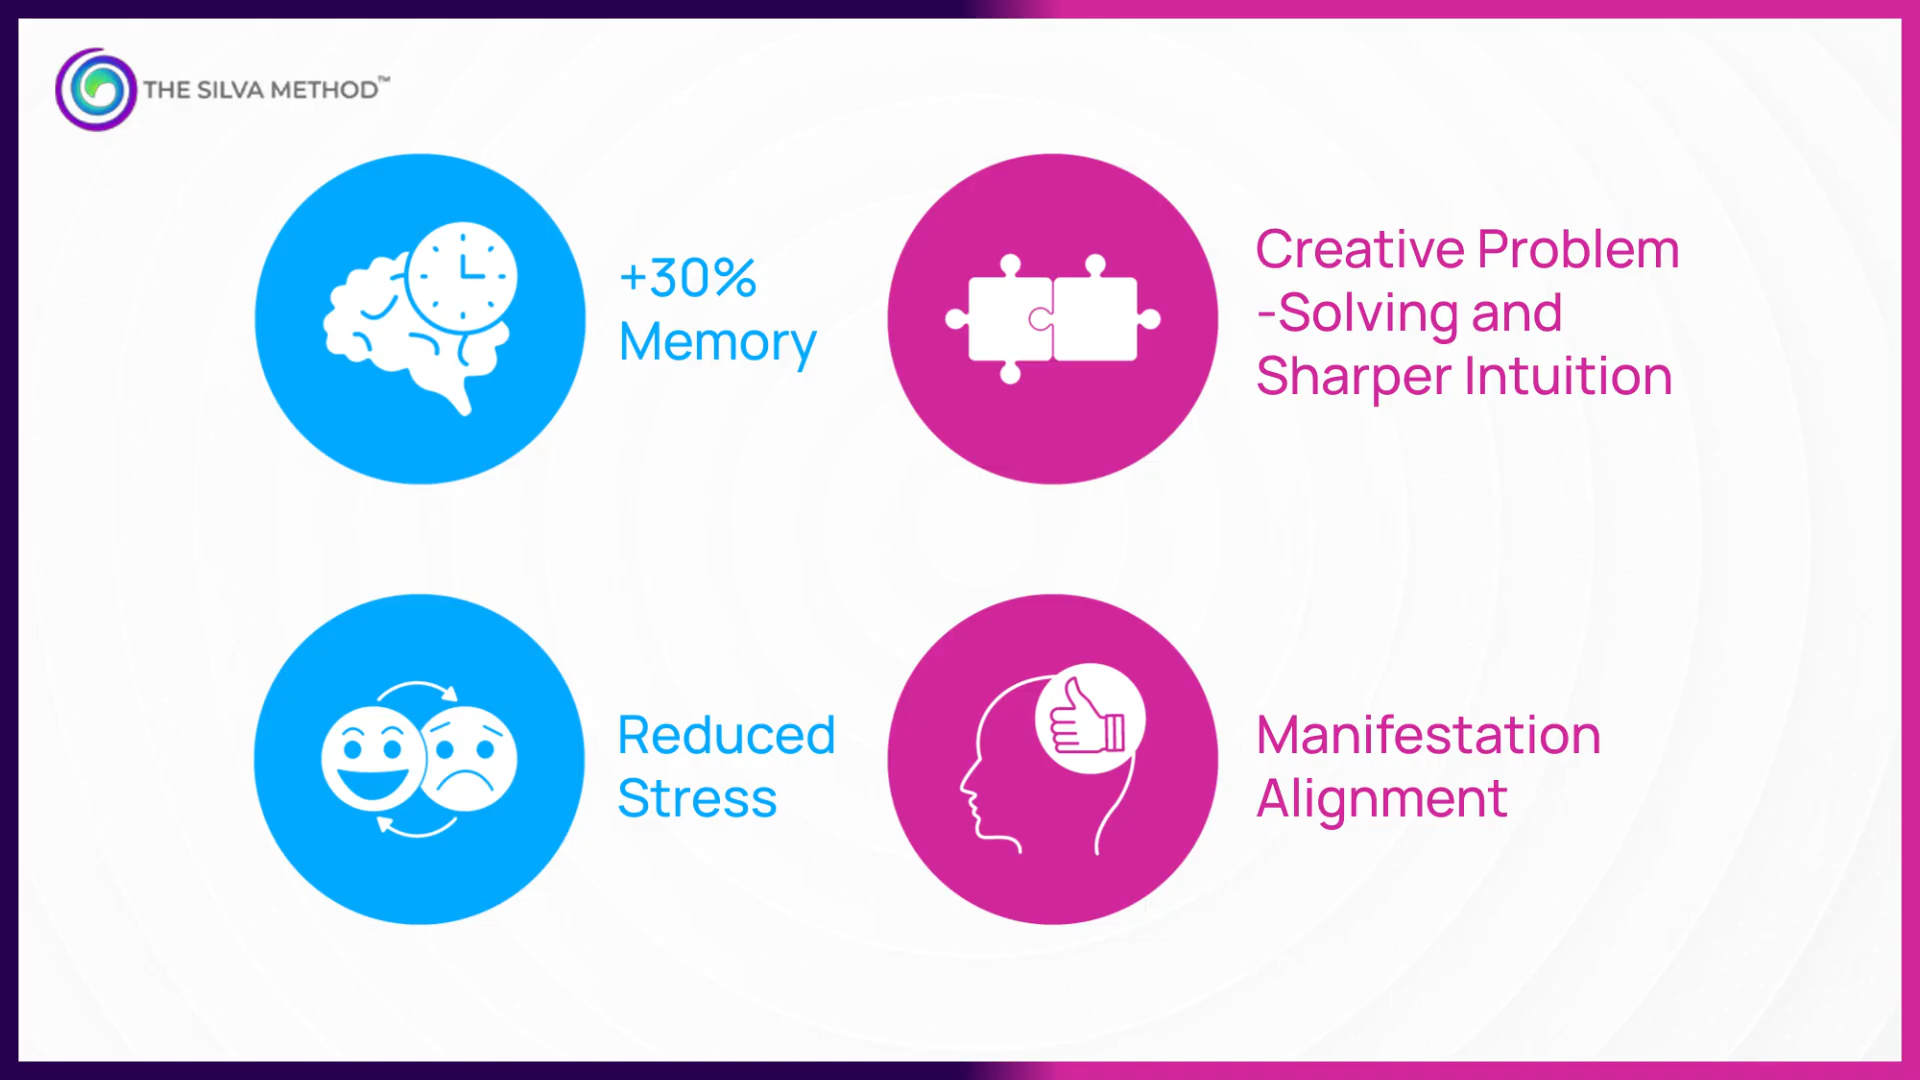 THE SILVA METHOD™
+30%
Memory
Creative Problem
-Solving and
Sharper Intuition
Reduced
Stress
Manifestation
Alignment